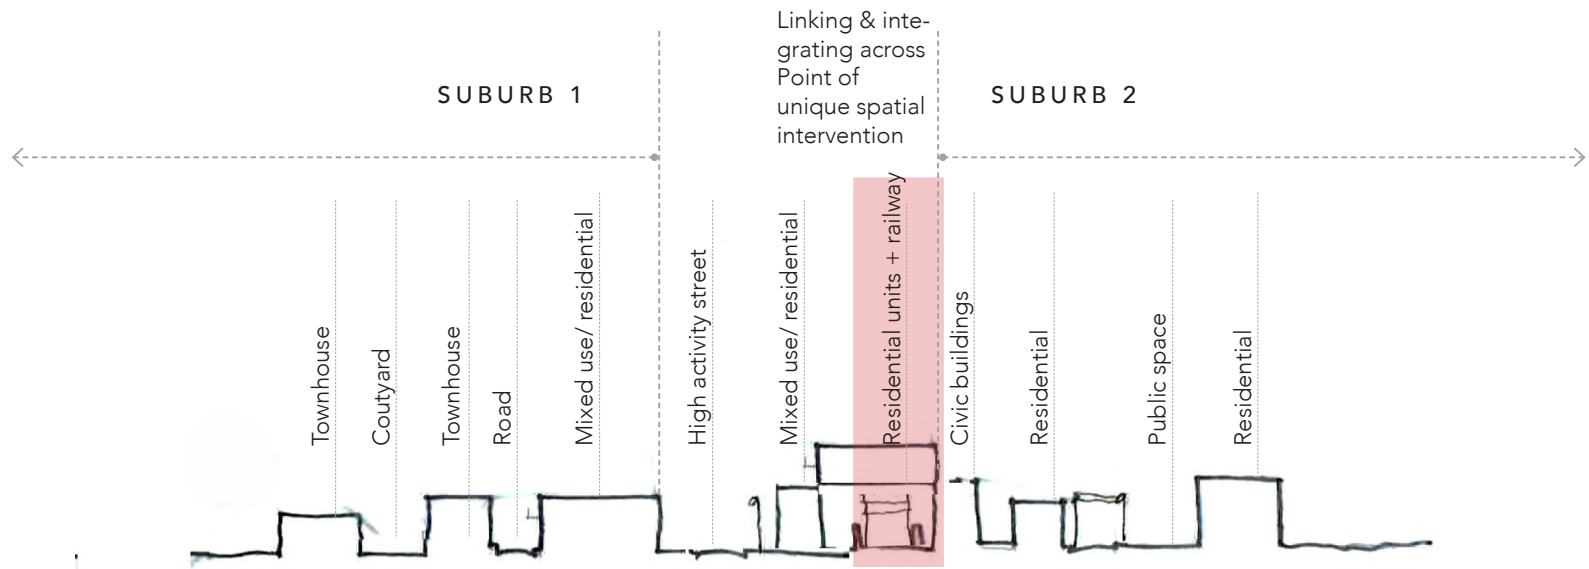 Linking & inte-
grating across
Point of
unique spatial
intervention
SUBURB 1
SUBURB 2
Townhouse
Coutyard
Townhouse
Road
Mixed use/ residential
High activity street
Mixed use/ residential
Residential units + railway
Civic buildings
Residential
Public space
Residential